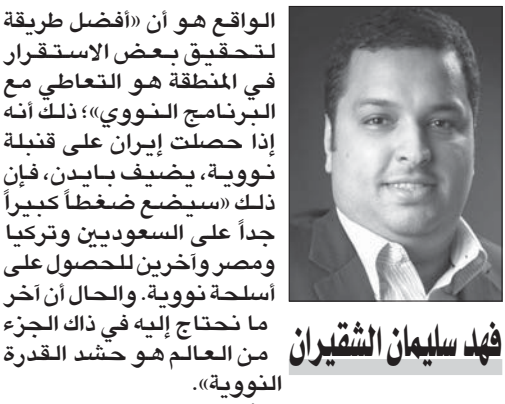 الواقع هو أن «أفضل طريقة
لتحقيق بعض الاستقرار
في المنطقة هو التعاطي مع
البرنامج النووي»؛ ذلك أنه
إذا حصلت إيران على قنبلة
نووية، يضيف بايدن، فإن
ذلك «سيضع ضغطاً كبيراً
جداً على السعوديين وتركيا
ومصر وآخرين للحصول على
أسلحة نووية. والحال أن آخر
ما نحتاج إليه في ذاك الجزء
من العالم هو حشد القدرة
النووية».
فهد سليمان الشقيران